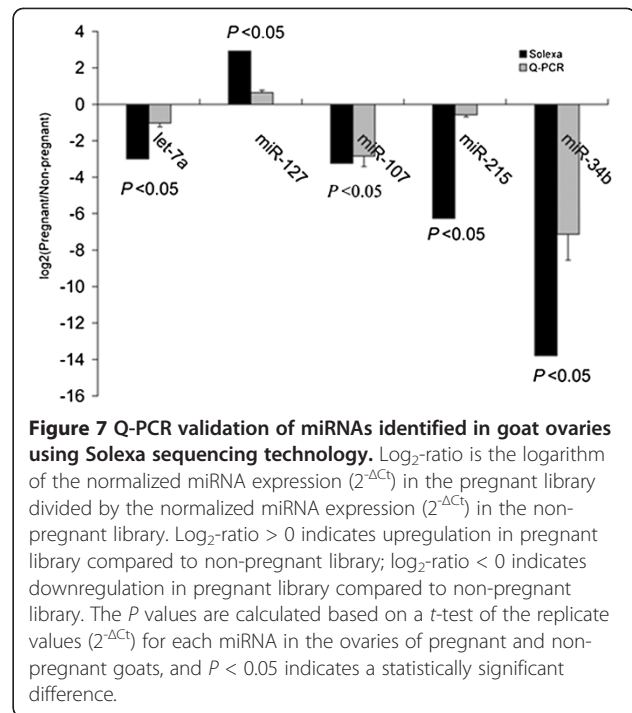 4
2
0
-2
-4
-6
-8
-10
-12
-14
-16
log2(Pregnant/Non-pregnant)
P<0.05
Solexa
Q-PCR
let-7a
miR-127
miR-107
miR-215
miR-34b
P<0.05
P<0.05
P<0.05
P<0.05
Figure 7 Q-PCR validation of miRNAs identified in goat ovaries
using Solexa sequencing technology. Log₂-ratio is the logarithm
of the normalized miRNA expression (2⁻ΔCt) in the pregnant library
divided by the normalized miRNA expression (2⁻ΔCt) in the non-
pregnant library. Log₂-ratio > 0 indicates upregulation in pregnant
library compared to non-pregnant library; log₂-ratio < 0 indicates
downregulation in pregnant library compared to non-pregnant
library. The P values are calculated based on a t-test of the replicate
values (2⁻ΔCt) for each miRNA in the ovaries of pregnant and non-
pregnant goats, and P < 0.05 indicates a statistically significant
difference.